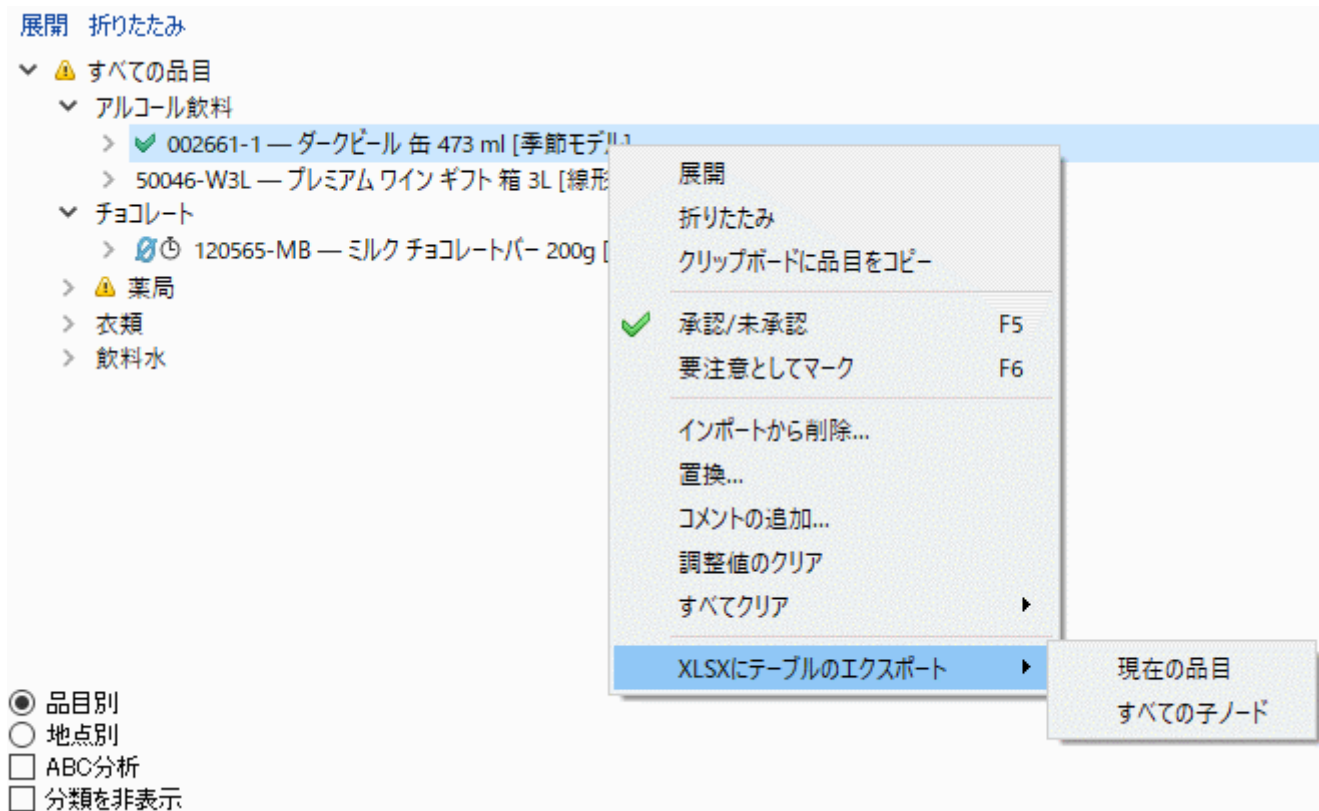 展開 折りたたみ
すべての品目
アルコール飲料
002661-1 — ダークビール 缶 473 ml [季節モデル]
50046-W3L — プレミアム ワイン ギフト 箱 3L [線形
チョコレート
120565-MB — ミルク チョコレートバー 200g [
薬局
衣類
飲料水
展開
折りたたみ
クリップボードに品目をコピー
承認/未承認 F5
要注意としてマーク F6
インポートから削除...
置換...
コメントの追加...
調整値のクリア
すべてクリア
XLSXにテーブルのエクスポート
現在の品目
すべての子ノード
品目別
地点別
ABC分析
分類を非表示